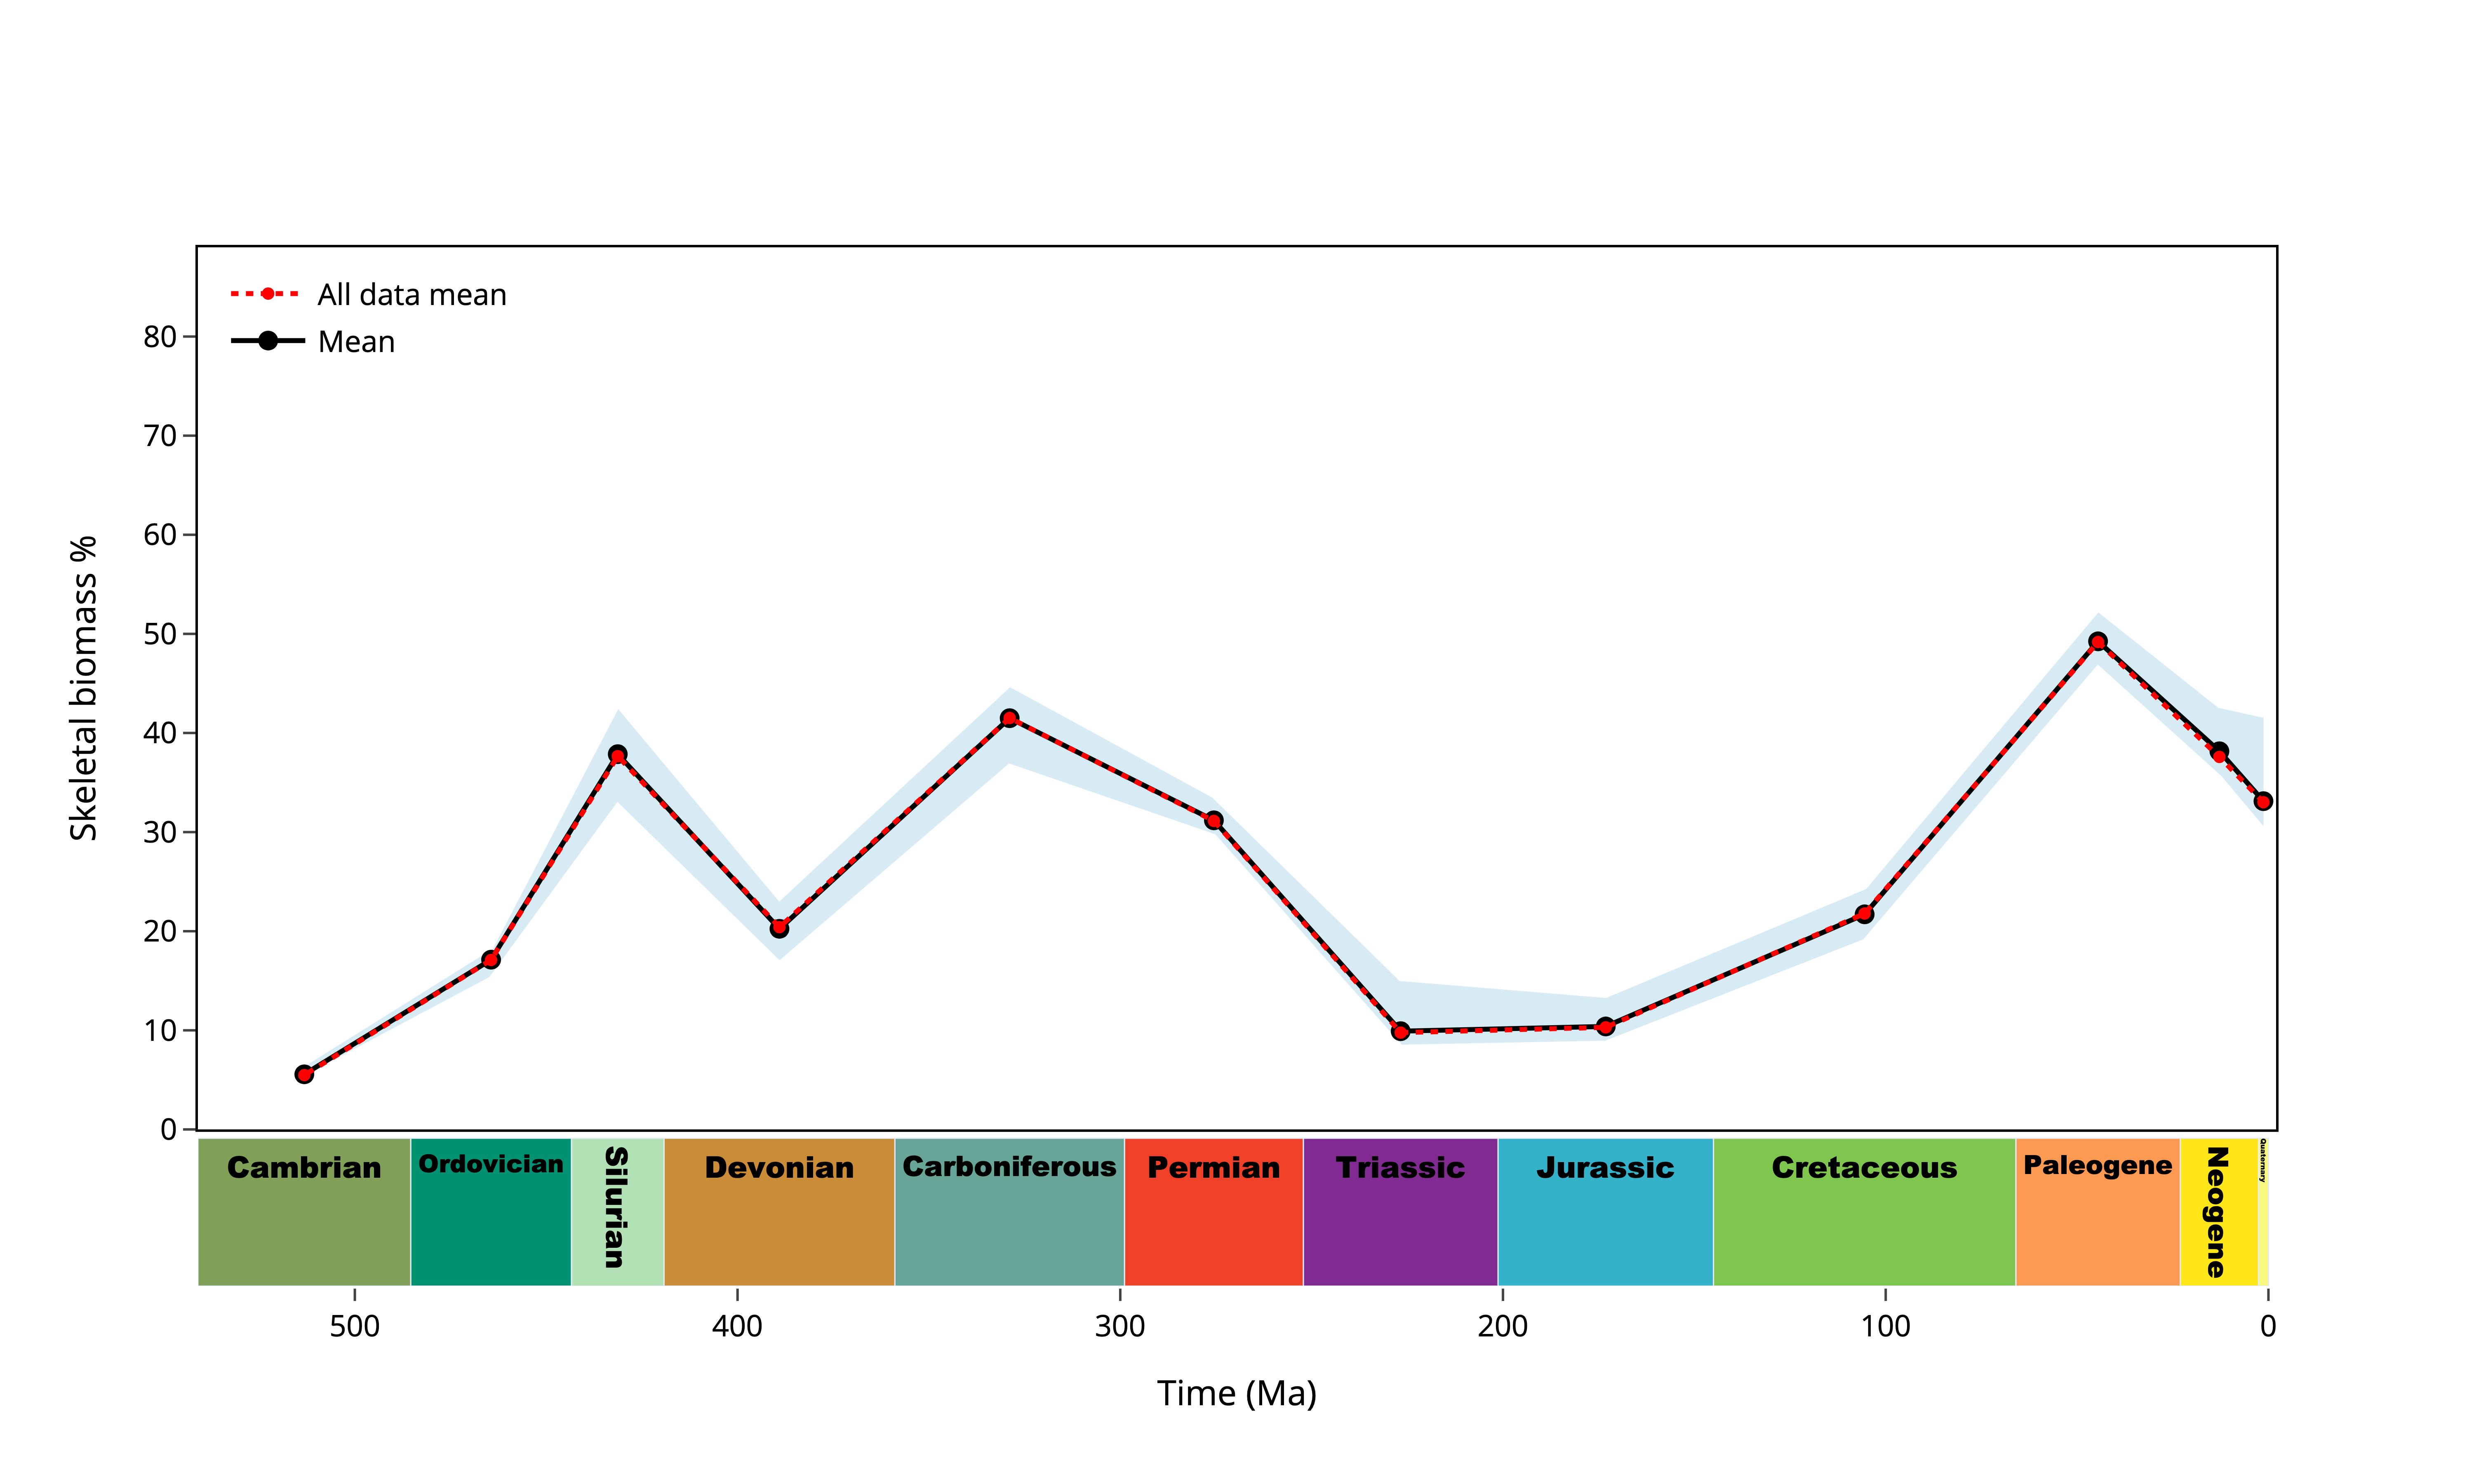 All data mean
Mean
80
70
60
50
40
30
20
10
0
Skeletal biomass %
Cambrian
Ordovician
Silurian
Devonian
Carboniferous
Permian
Triassic
Jurassic
Cretaceous
Paleogene
Neogene
Quaternary
500
400
300
200
100
0
Time (Ma)